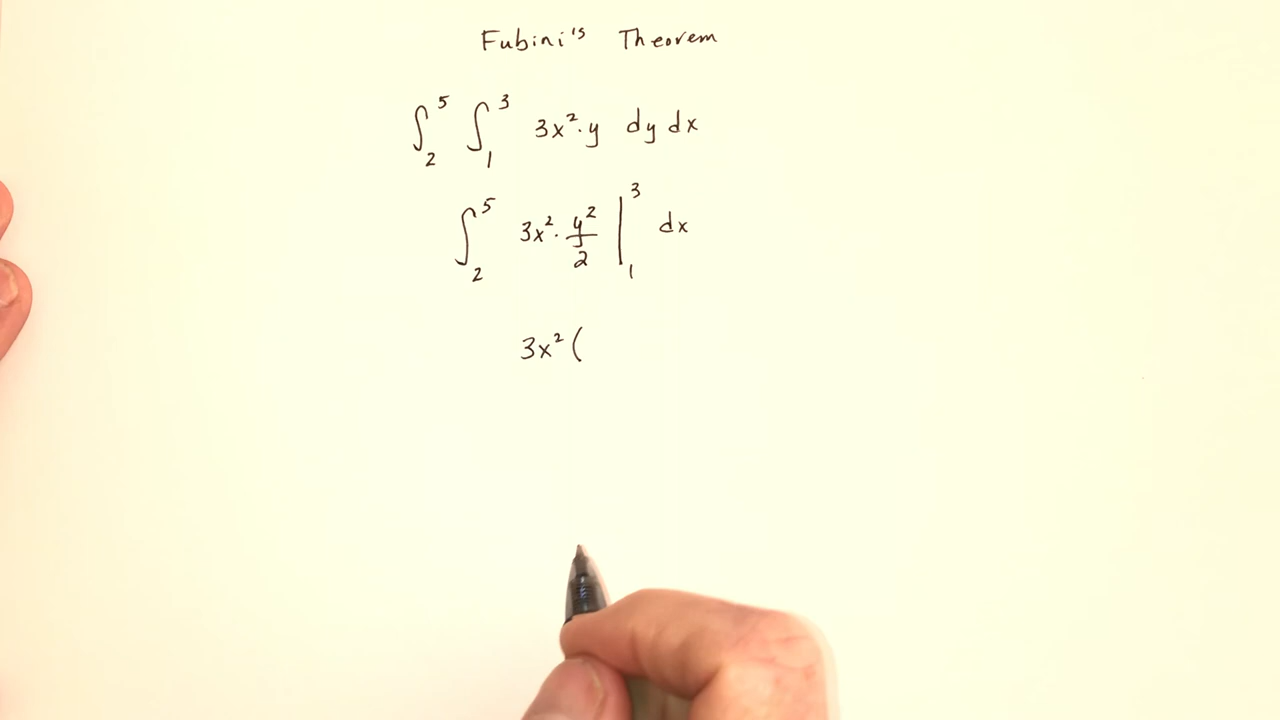 Fubini's Theorem
∫₂⁵ ∫₁³ 3x²·y dy dx
∫₂⁵ 3x²· y²/2 |₁³ dx
3x² (